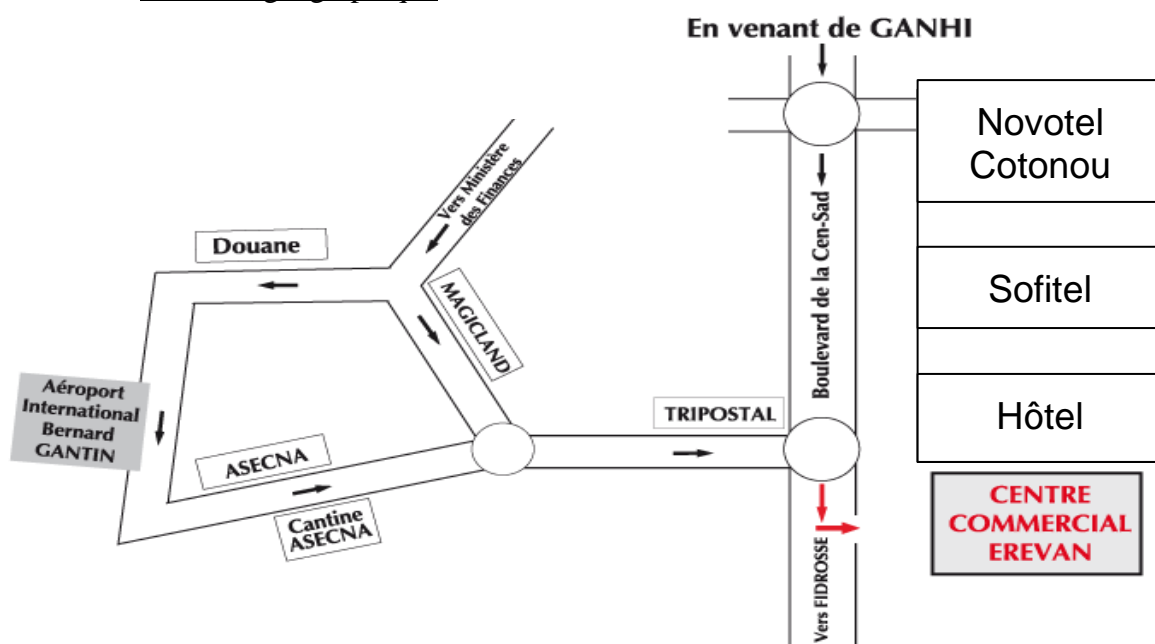 En venant de GANHI
Novotel
Cotonou
Vers Ministère
des Finances
Douane
MAGICLAND
Boulevard de la Cen-Sad
Sofitel
Aéroport
International
Bernard
GANTIN
TRIPOSTAL
Hôtel
ASECNA
Cantine
ASECNA
CENTRE
COMMERCIAL
EREVAN
Vers FIDROSSE